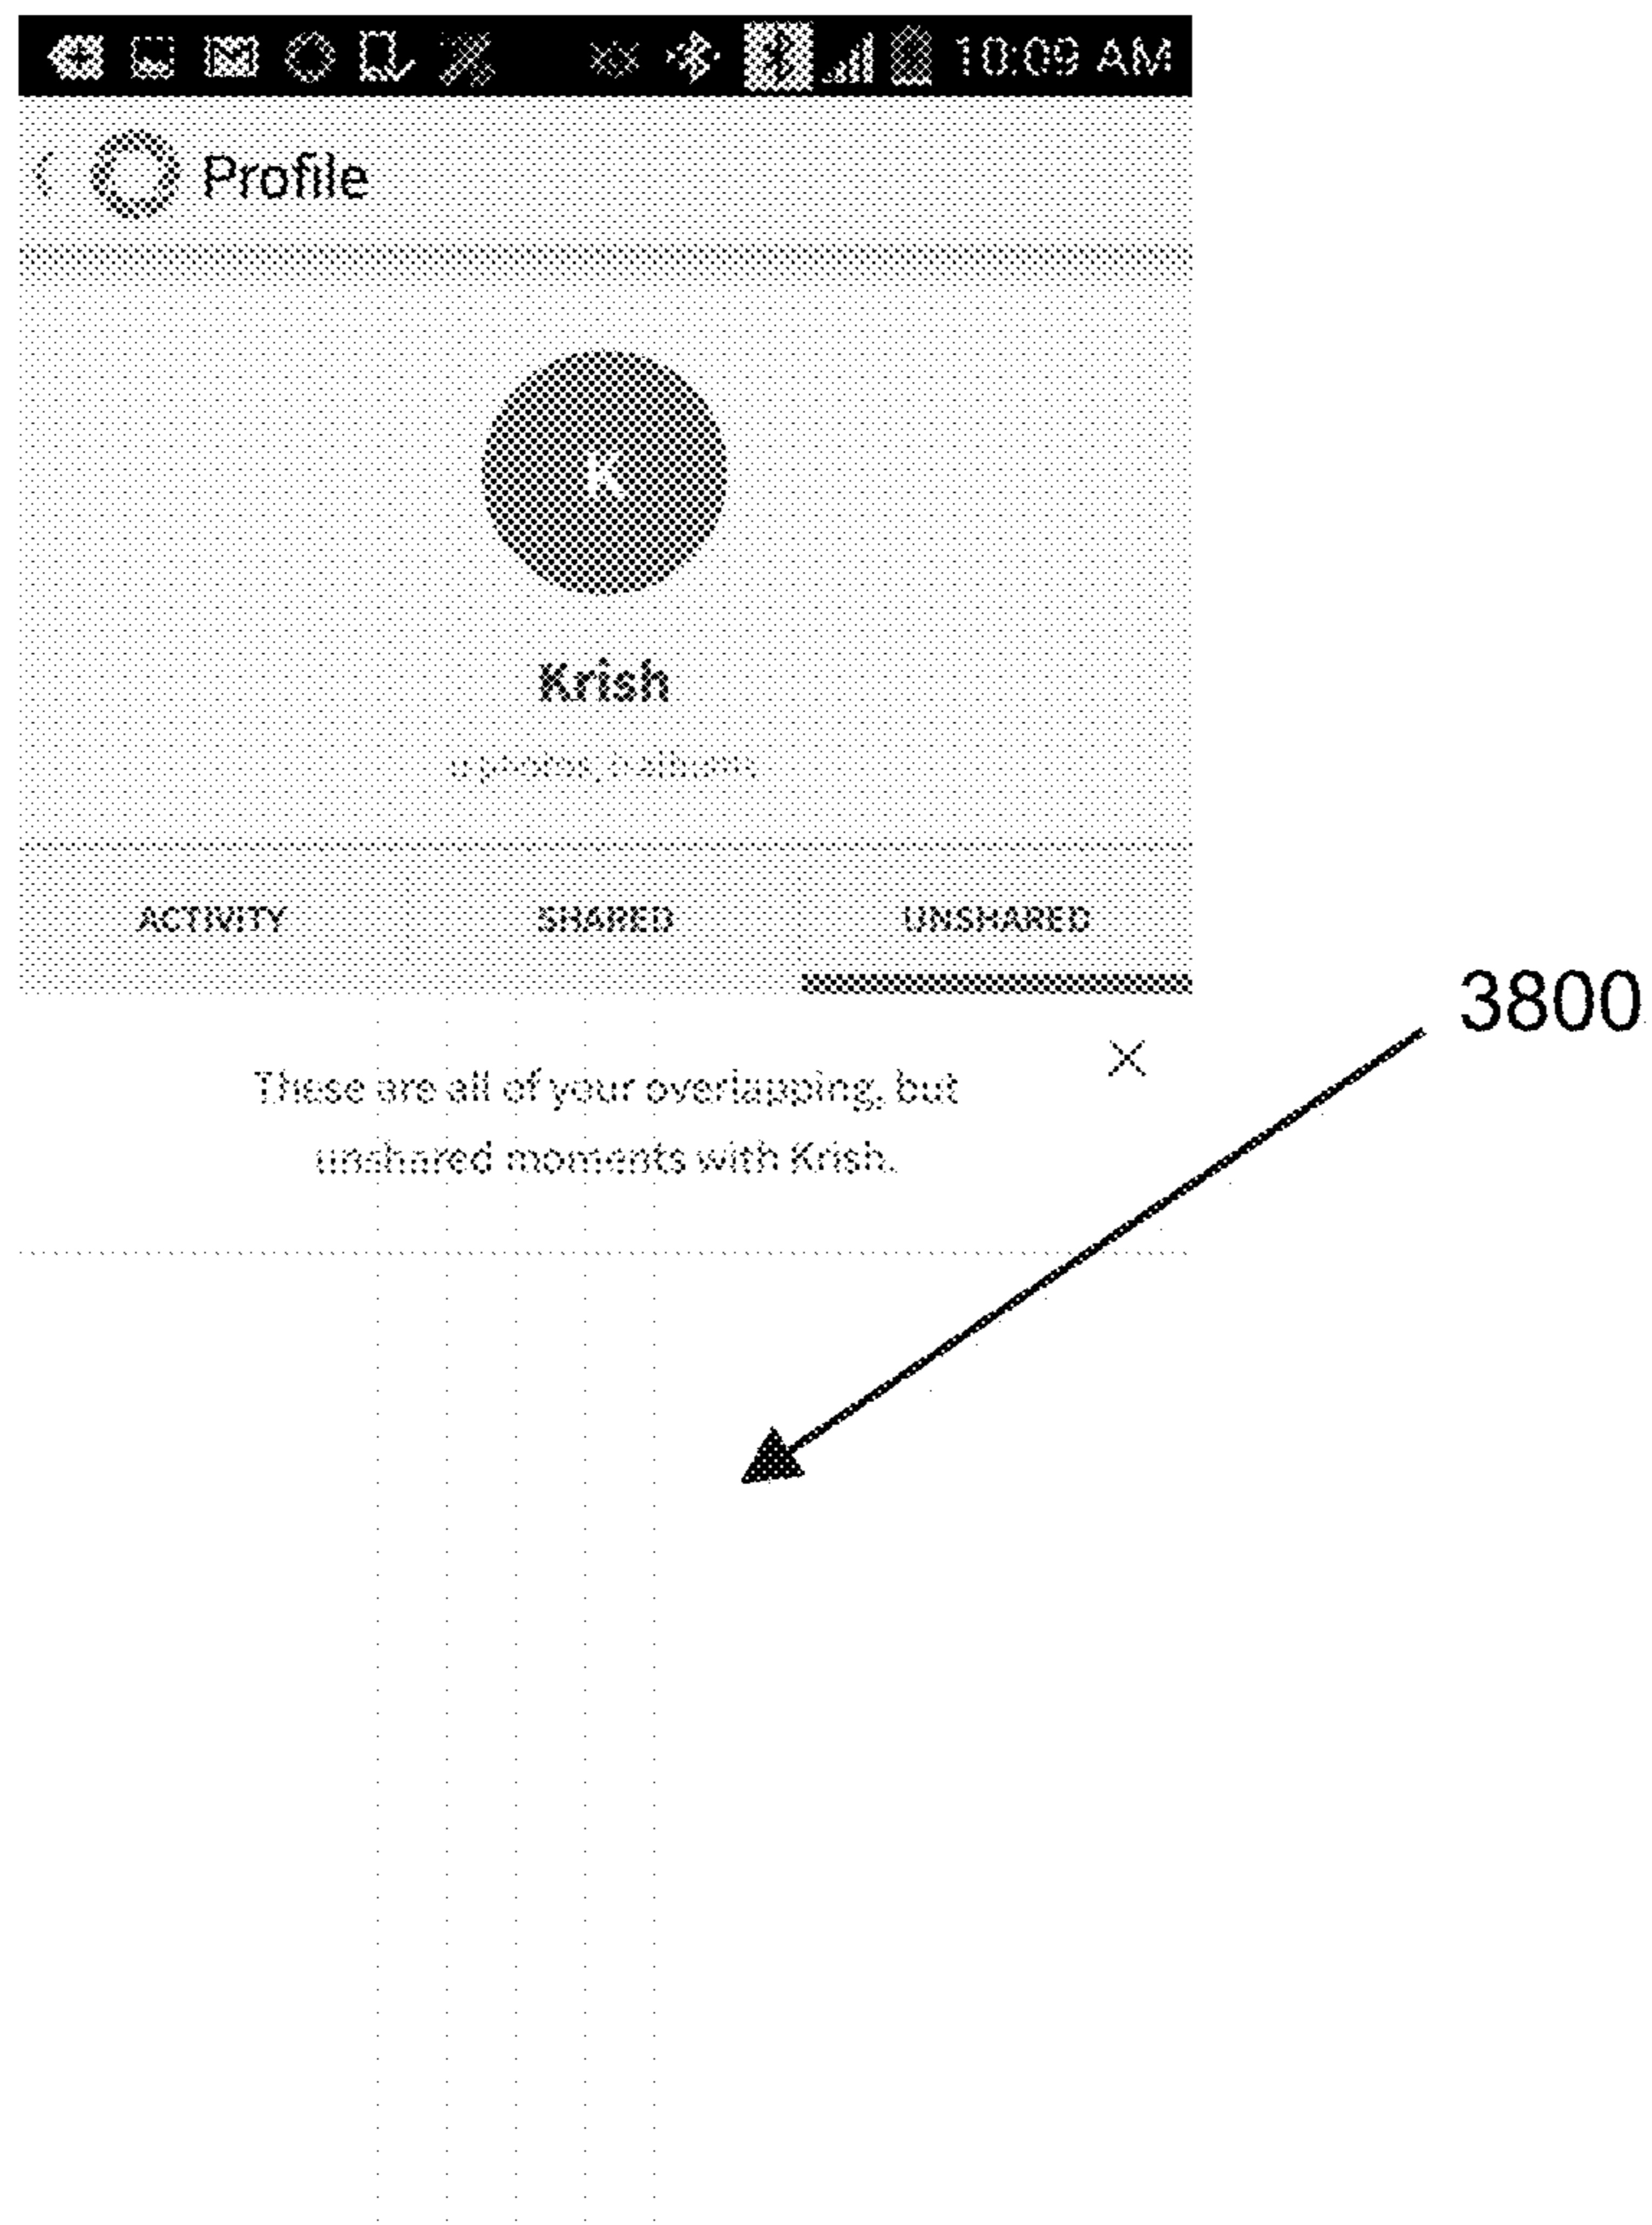 10:09 AM
Profile
K
Krish
ACTIVITY
SHARED
UNSHARED
3800
These are all of your overlapping, but
unshared moments with Krish.